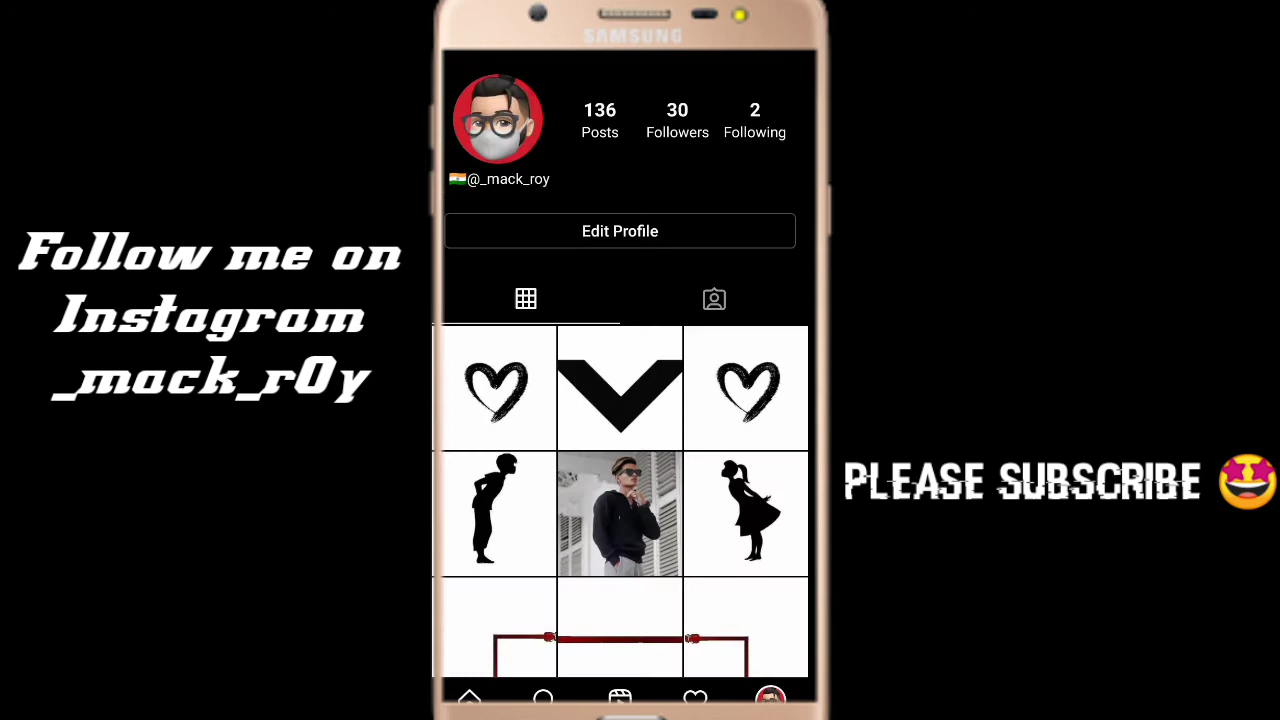 SAMSUNG
136
Posts
30
Followers
2
Following
🇮🇳@_mack_roy
Edit Profile
Follow me on
Instagram
_mack_r0y
PLEASE SUBSCRIBE 🤩